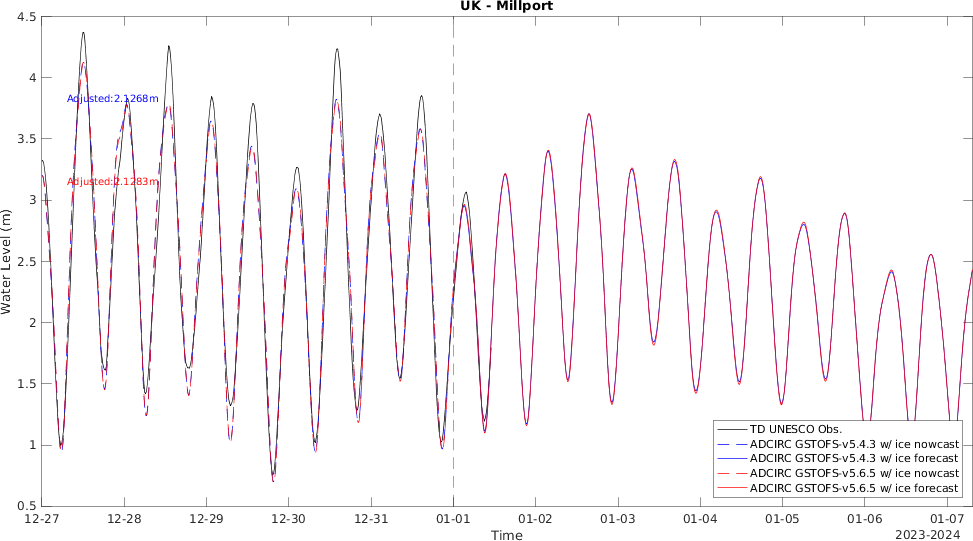 UK - Millport
4.5
4
3.5
3
2.5
2
1.5
1
0.5
Water Level (m)
Adjusted:2.1268m
Adjusted:2.1283m
TD UNESCO Obs.
ADCIRC GSTOFS-v5.4.3 w/ ice nowcast
ADCIRC GSTOFS-v5.4.3 w/ ice forecast
ADCIRC GSTOFS-v5.6.5 w/ ice nowcast
ADCIRC GSTOFS-v5.6.5 w/ ice forecast
12-27 12-28 12-29 12-30 12-31 01-01 01-02 01-03 01-04 01-05 01-06 01-07
Time
2023-2024